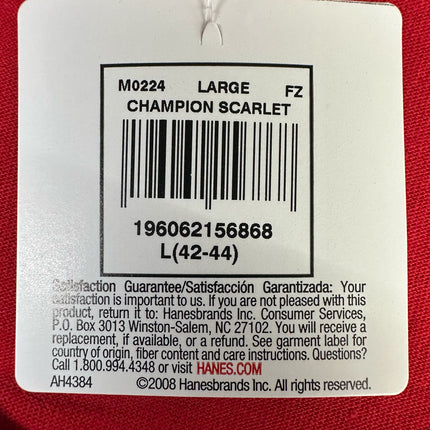 M0224 LARGE FZ
CHAMPION SCARLET
196062156868
L(42-44)
Satisfaction Guarantee/Satisfacción Garantizada: Your
satisfaction is important to us. If you are not pleased with this
product, return it to: Hanesbrands Inc. Consumer Services,
P.O. Box 3013 Winston-Salem, NC 27102. You will receive a
replacement, if available, or a refund. See garment label for
country of origin, fiber content and care instructions. Questions?
Call 1.800.994.4348 or visit HANES.COM
AH4384 ©2008 Hanesbrands Inc. All rights reserved.